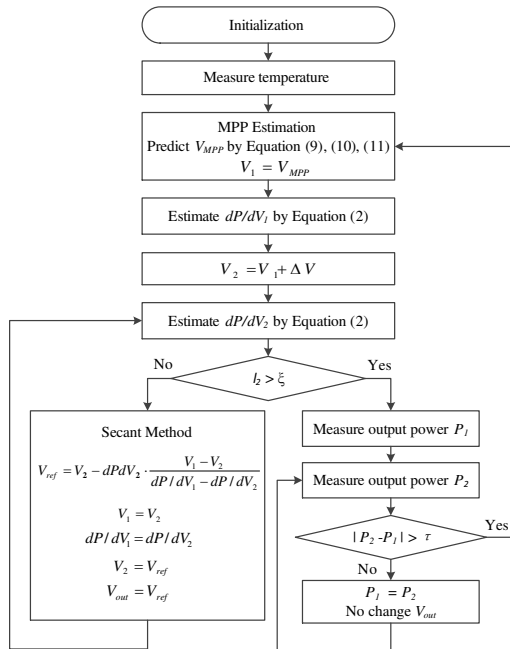 Initialization
Measure temperature
MPP Estimation
Predict V_MPP by Equation (9), (10), (11)
V_1 = V_MPP
Estimate dP/dV_1 by Equation (2)
V_2 = V_1 + ΔV
Estimate dP/dV_2 by Equation (2)
No
I_2 > ξ
Yes
Secant Method
V_ref = V_2 − dPdV_2 · (V_1 − V_2) / (dP/dV_1 − dP/dV_2)
V_1 = V_2
dP/dV_1 = dP/dV_2
V_2 = V_ref
V_out = V_ref
Measure output power P_1
Measure output power P_2
| P_2 - P_1 | > τ
Yes
No
P_1 = P_2
No change V_out